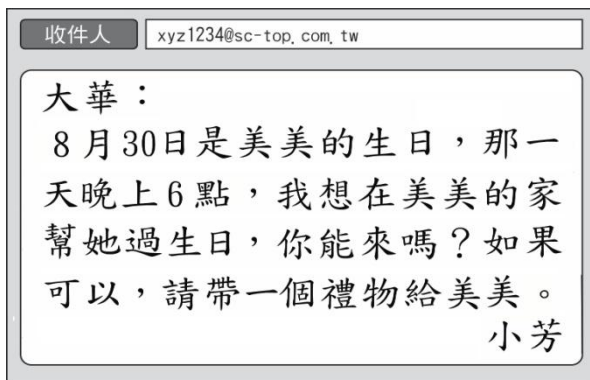 收件人 xyz1234@sc-top.com.tw
大華：
8月30日是美美的生日，那一
天晚上6點，我想在美美的家
幫她過生日，你能來嗎？如果
可以，請帶一個禮物給美美。
小芳